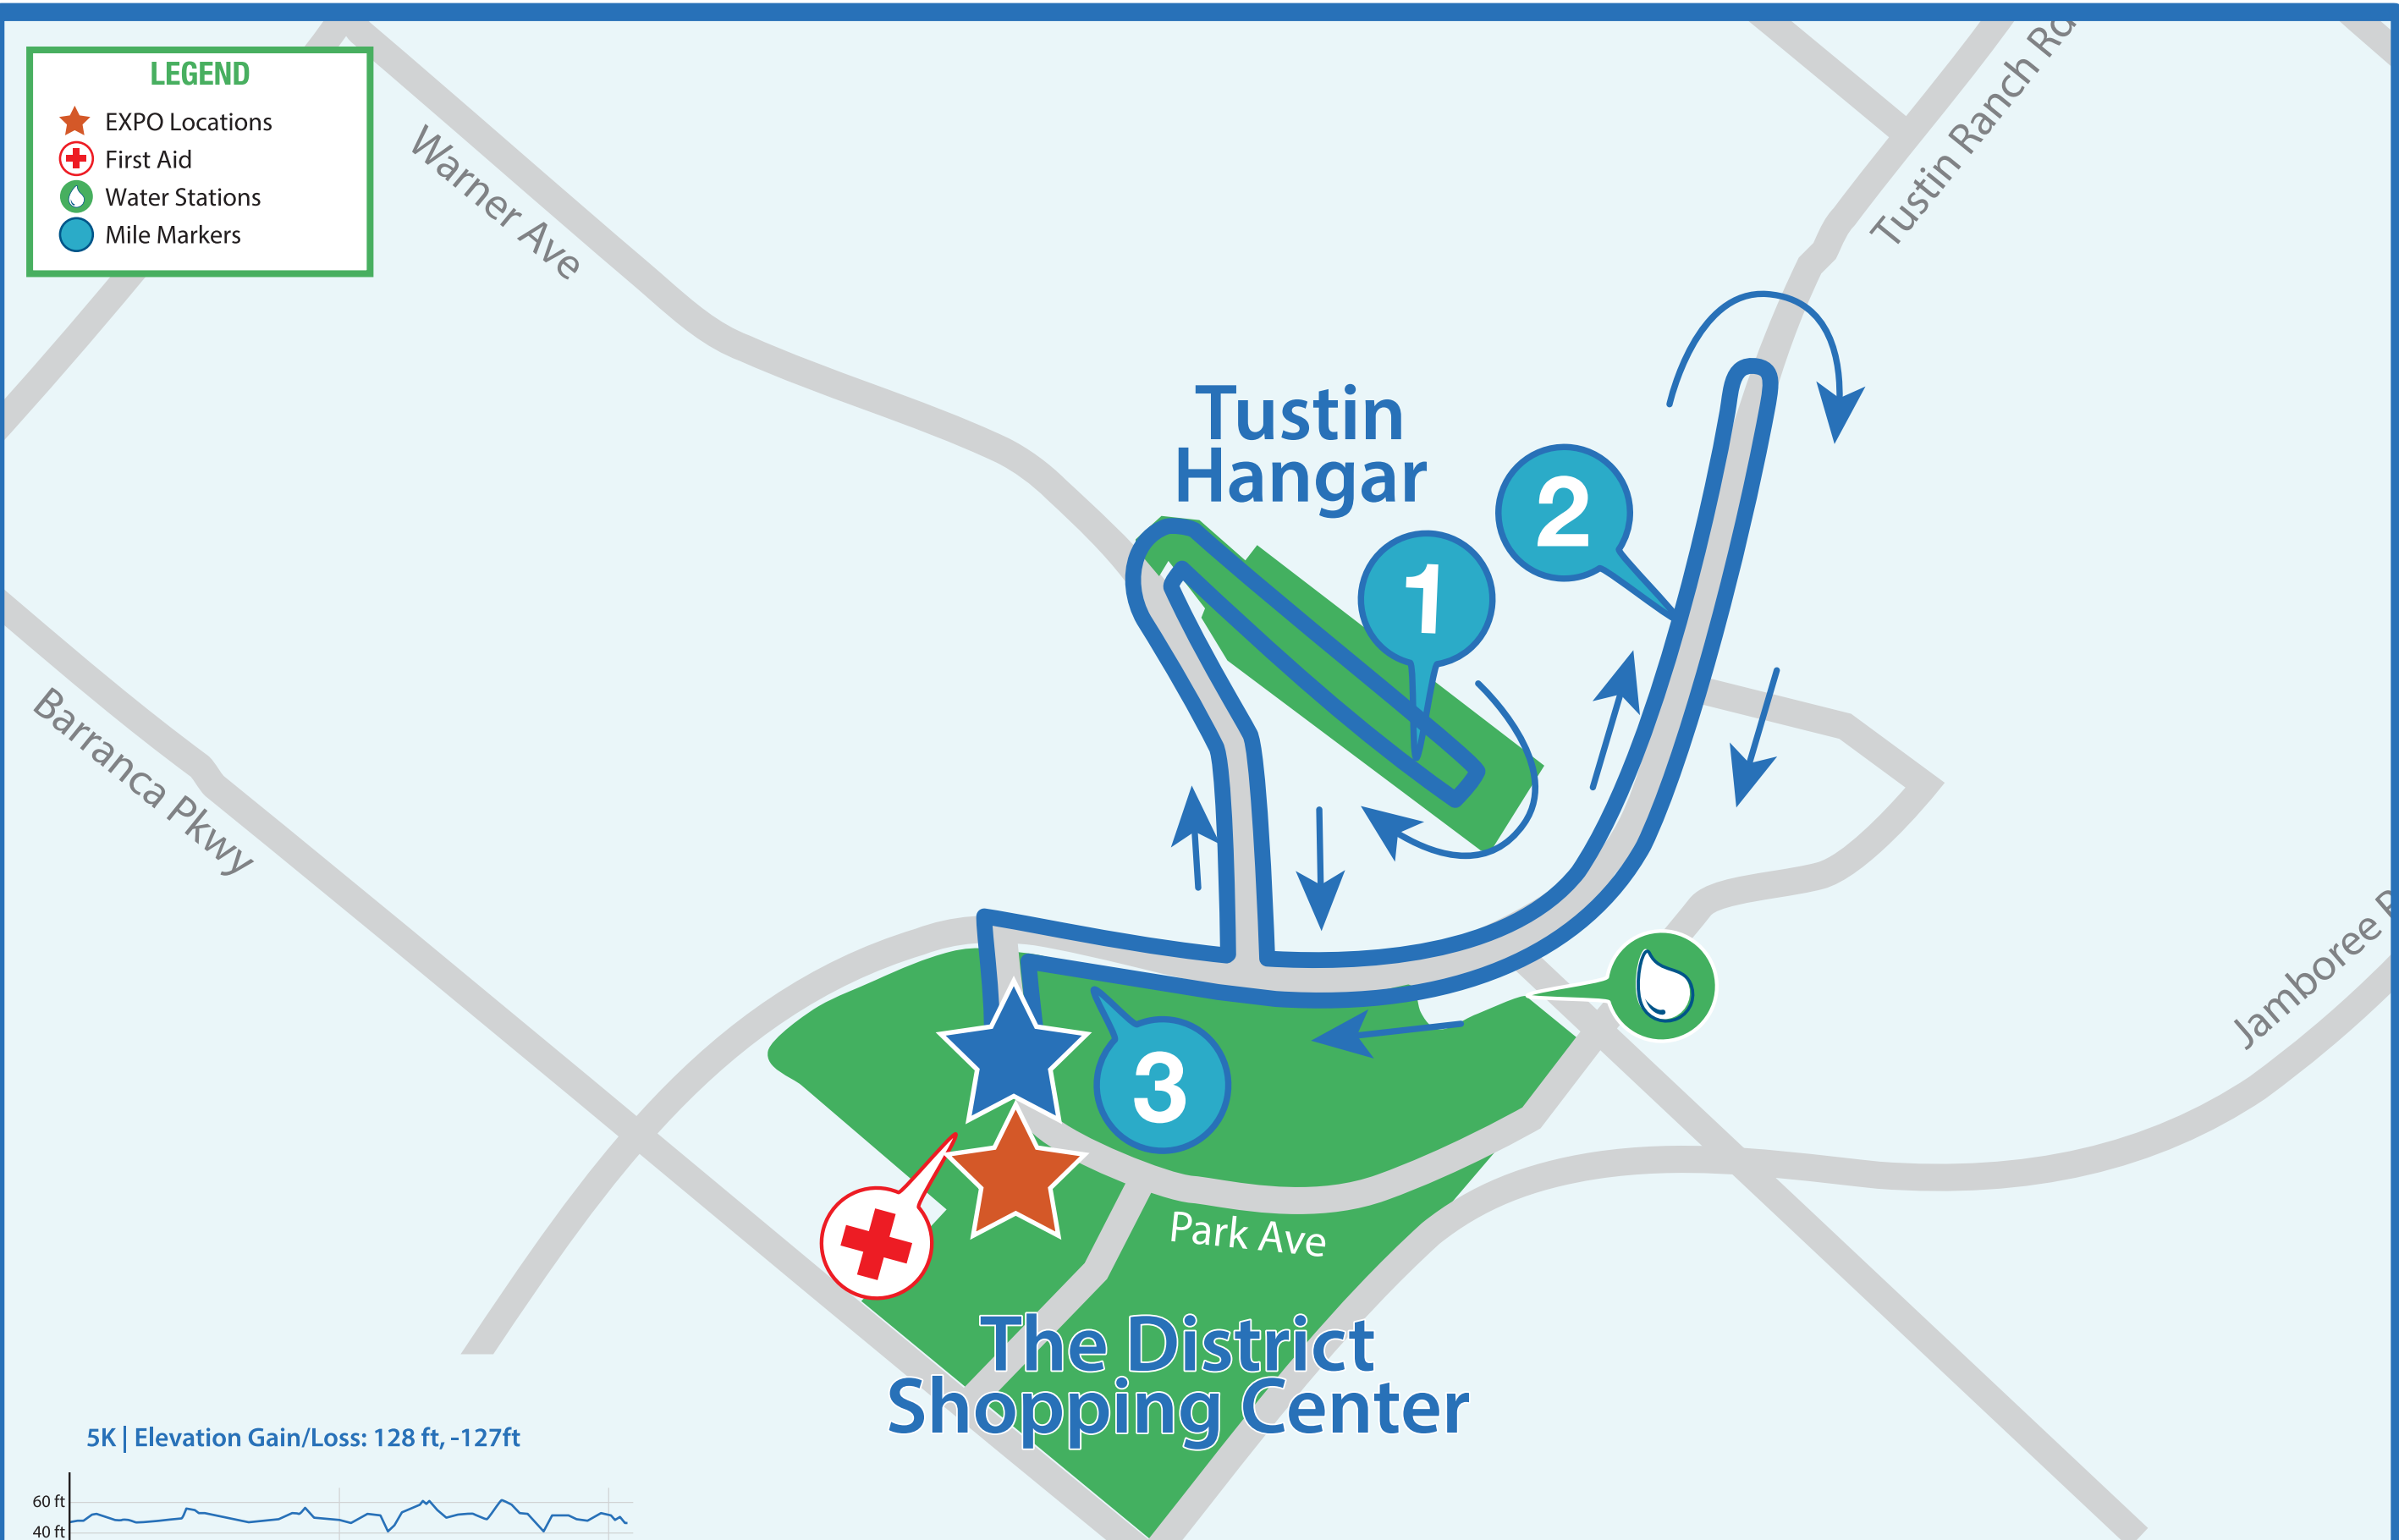 LEGEND
EXPO Locations
First Aid
Water Stations
Mile Markers
Warner Ave
Tustin Ranch Rd
Tustin
Hangar
2
1
Barranca Pkwy
Jamboree
3
Park Ave
The District
Shopping Center
5K | Elevation Gain/Loss: 128 ft, -127ft
60 ft
40 ft